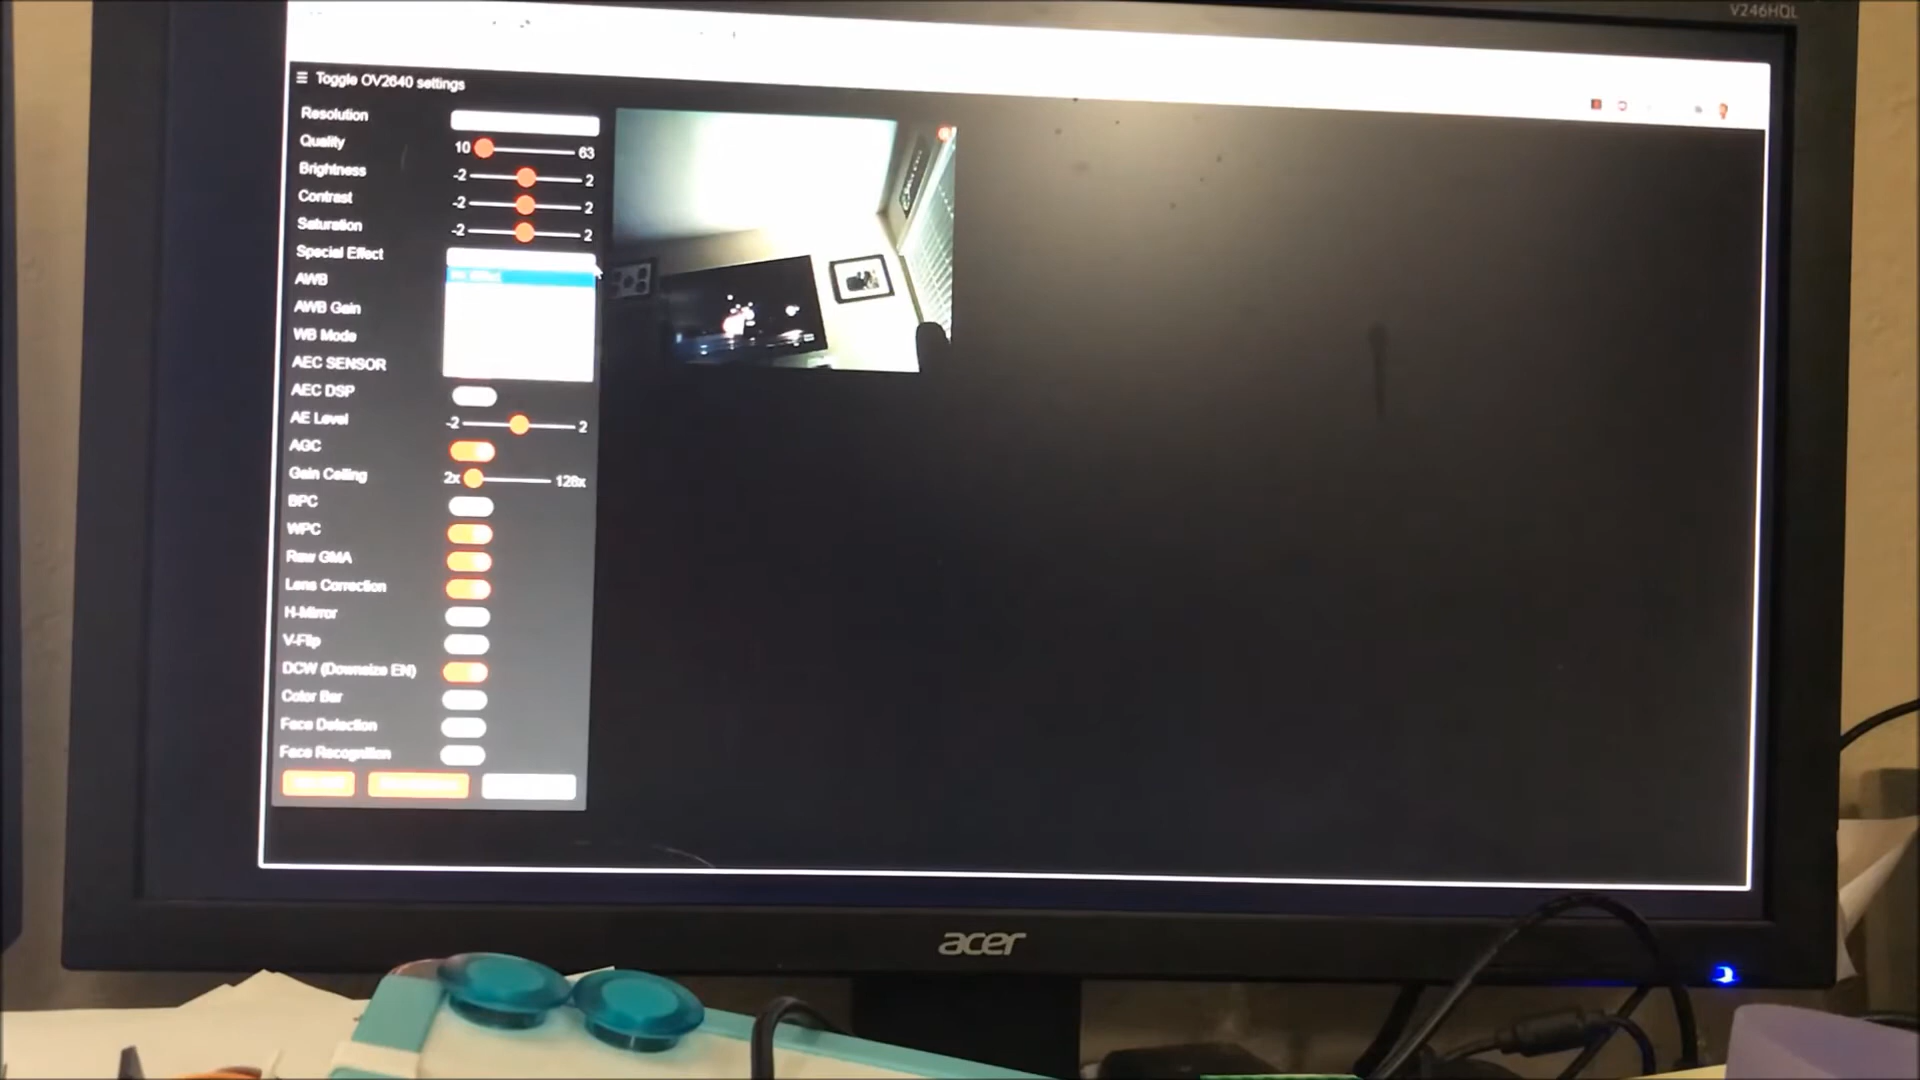 V246HQL
☰ Toggle OV2640 settings
Resolution
Quality 10 63
Brightness -2 2
Contrast -2 2
Saturation -2 2
Special Effect
No Effect
AWB
AWB Gain
WB Mode
AEC SENSOR
AEC DSP
AE Level -2 2
AGC
Gain Ceiling 2x 128x
BPC
WPC
Raw GMA
Lens Correction
H-Mirror
V-Flip
DCW (Downsize EN)
Color Bar
Face Detection
Face Recognition
acer